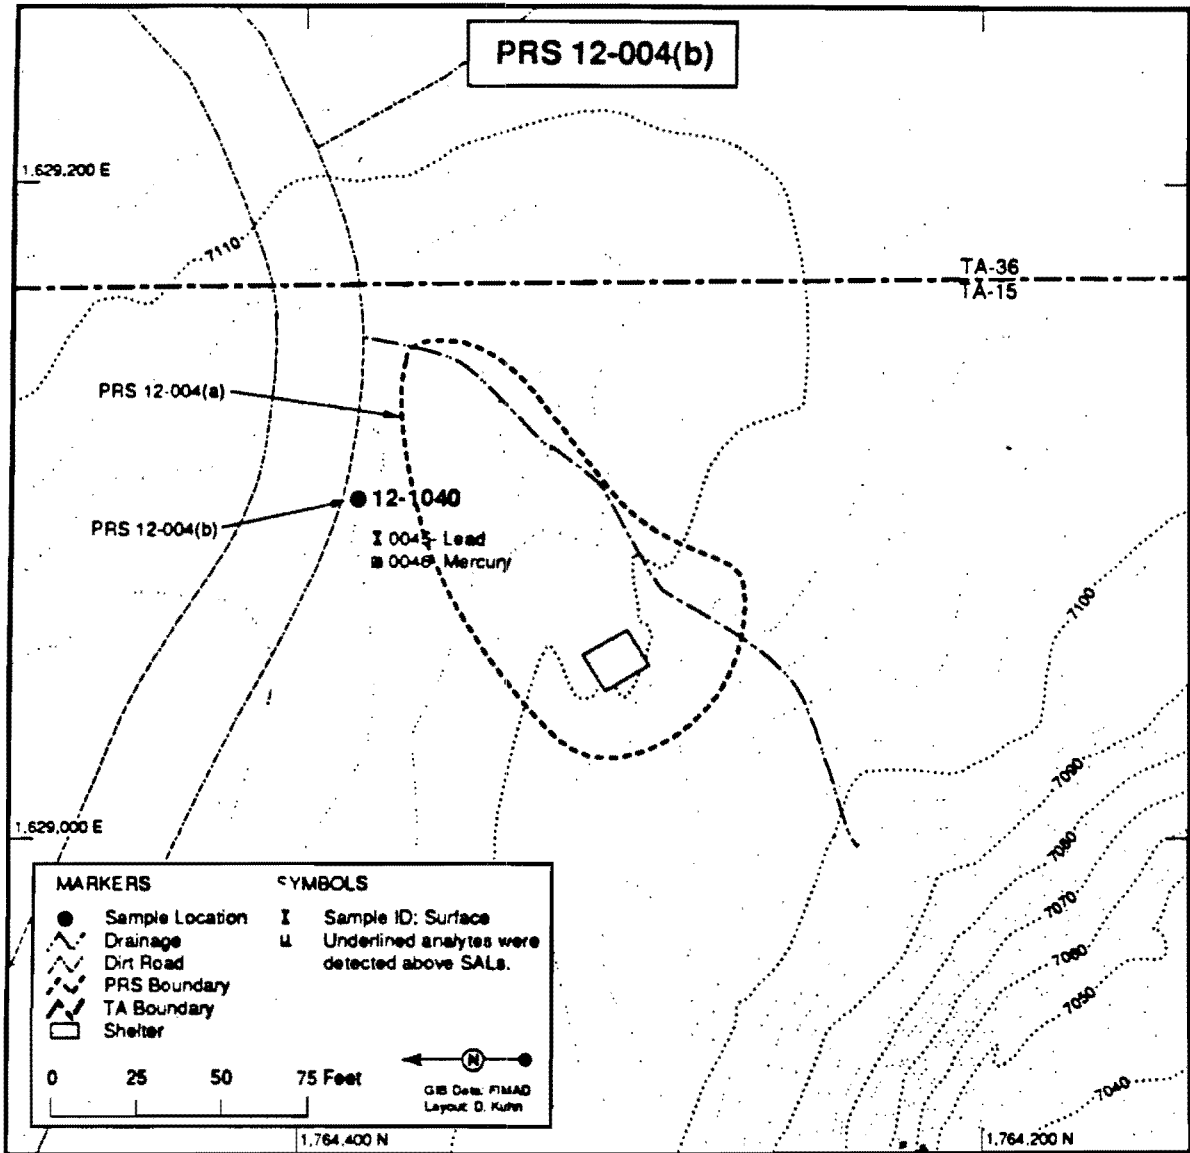 PRS 12-004(b)
1,629,200 E
7110
TA-36
TA-15
PRS 12-004(a)
12-1040
PRS 12-004(b)
0045- Lead
0046- Mercury
7100
7090
1,629,000 E
7080
MARKERS
SYMBOLS
Sample Location
I Sample ID: Surface
Drainage
u Underlined analytes were
detected above SALs.
Dirt Road
PRS Boundary
TA Boundary
Shelter
7070
7060
7050
7040
N
0 25 50 75 Feet
GIS Data: FIMAD
Layout: D. Kuhn
1,764,400 N
1,764,200 N